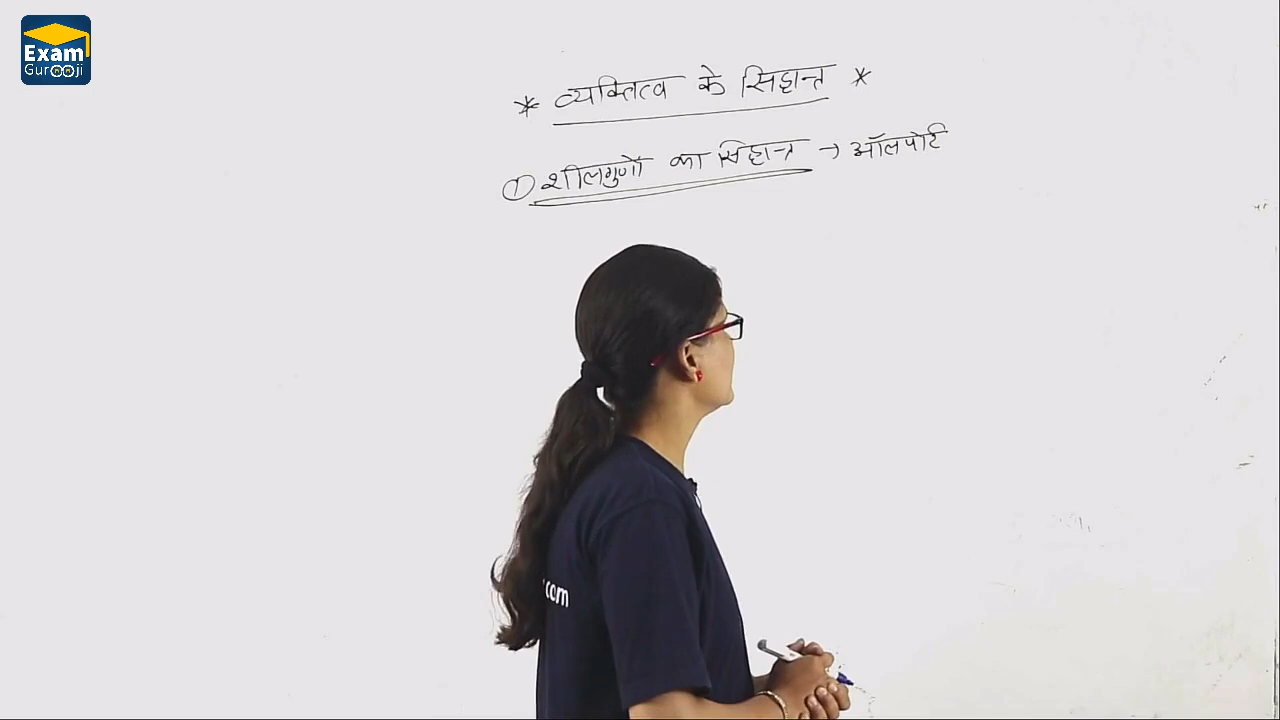 Exam
Gurooji
* व्यक्तित्व के सिद्धान्त *
① शीलगुणों का सिद्धान्त → ऑलपोर्ट
.com